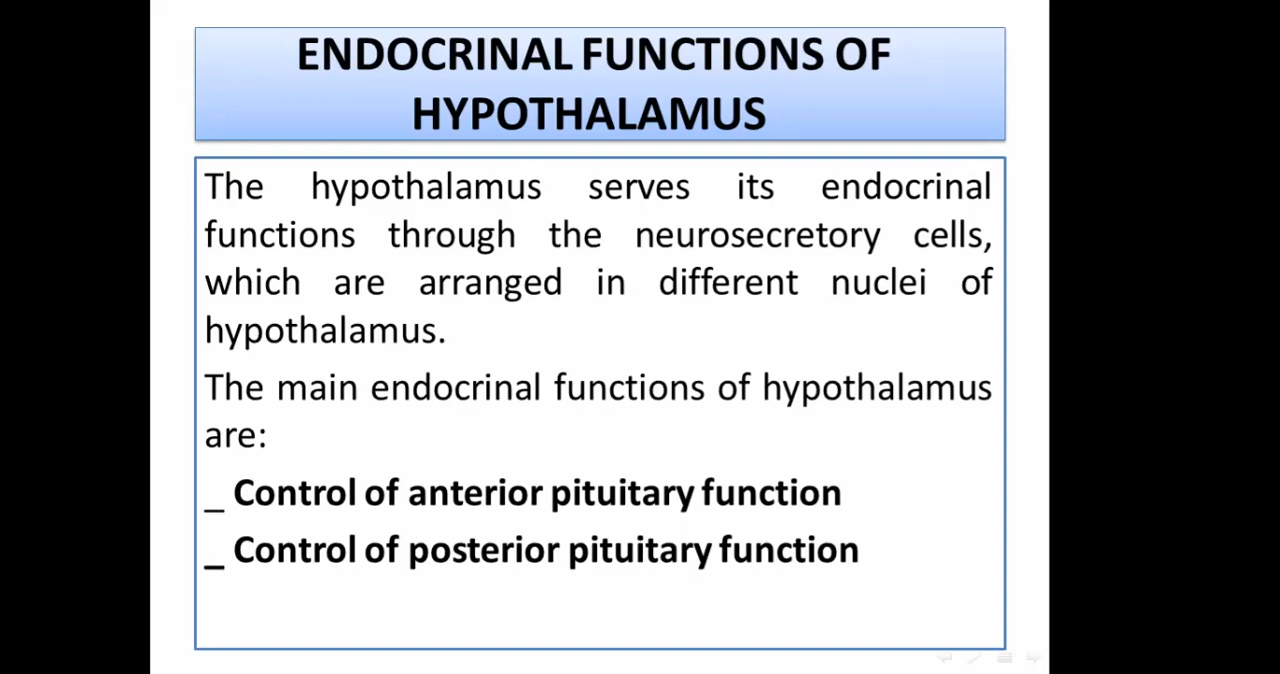 ENDOCRINAL FUNCTIONS OF
HYPOTHALAMUS
The hypothalamus serves its endocrinal
functions through the neurosecretory cells,
which are arranged in different nuclei of
hypothalamus.
The main endocrinal functions of hypothalamus
are:
_ Control of anterior pituitary function
_ Control of posterior pituitary function